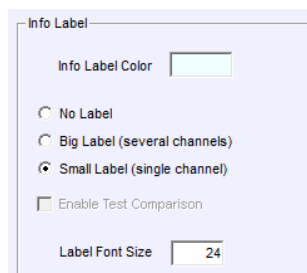 Info Label
Info Label Color
No Label
Big Label (several channels)
Small Label (single channel)
Enable Test Comparison
Label Font Size 24